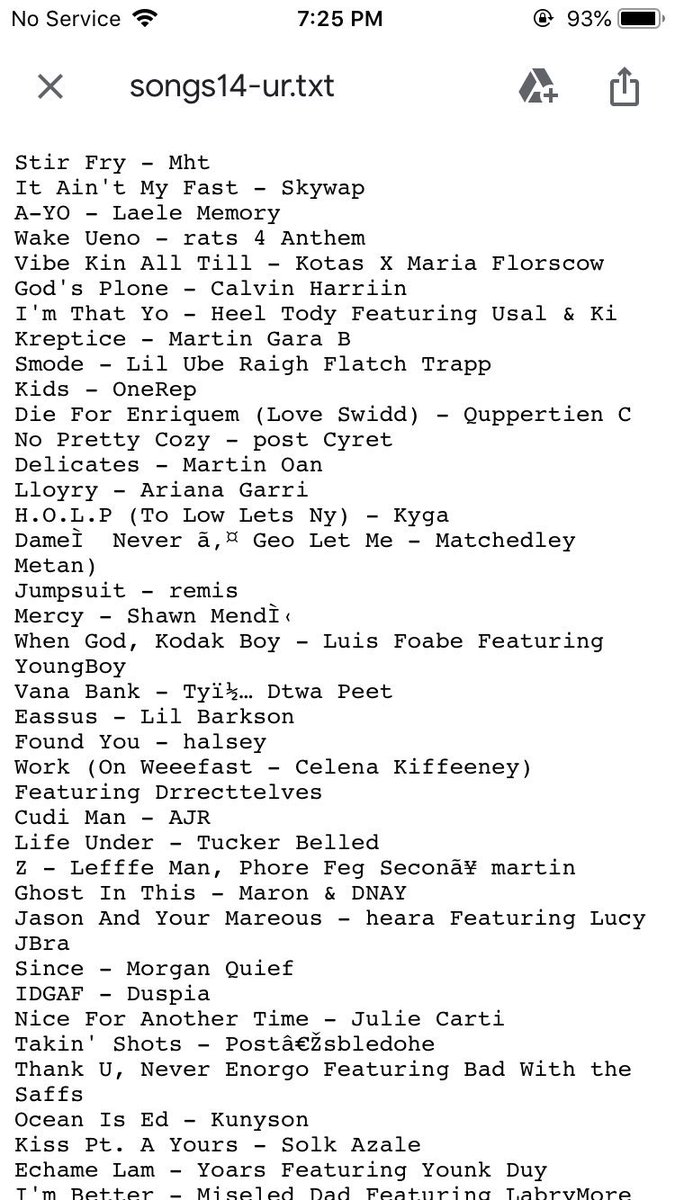 No Service 7:25 PM 93%
songs14-ur.txt
Stir Fry - Mht
It Ain't My Fast - Skywap
A-YO - Laele Memory
Wake Ueno - rats 4 Anthem
Vibe Kin All Till - Kotas X Maria Florscow
God's Plone - Calvin Harriin
I'm That Yo - Heel Tody Featuring Usal & Ki
Kreptice - Martin Gara B
Smode - Lil Ube Raigh Flatch Trapp
Kids - OneRep
Die For Enriquem (Love Swidd) - Quppertien C
No Pretty Cozy - post Cyret
Delicates - Martin Oan
Lloyry - Ariana Garri
H.O.L.P (To Low Lets Ny) - Kyga
DameÌ  Never ã‚¤ Geo Let Me - Matchedley
Metan)
Jumpsuit - remis
Mercy - Shawn MendÌ‹
When God, Kodak Boy - Luis Foabe Featuring
YoungBoy
Vana Bank - Tyï½… Dtwa Peet
Eassus - Lil Barkson
Found You - halsey
Work (On Weeefast - Celena Kiffeeney)
Featuring Drrecttelves
Cudi Man - AJR
Life Under - Tucker Belled
Z - Lefffe Man, Phore Feg Seconã¥ martin
Ghost In This - Maron & DNAY
Jason And Your Mareous - heara Featuring Lucy
JBra
Since - Morgan Quief
IDGAF - Duspia
Nice For Another Time - Julie Carti
Takin' Shots - Postâ€Žsbledohe
Thank U, Never Enorgo Featuring Bad With the
Saffs
Ocean Is Ed - Kunyson
Kiss Pt. A Yours - Solk Azale
Echame Lam - Yoars Featuring Younk Duy
I'm Better - Miseled Dad Featuring LabryMore